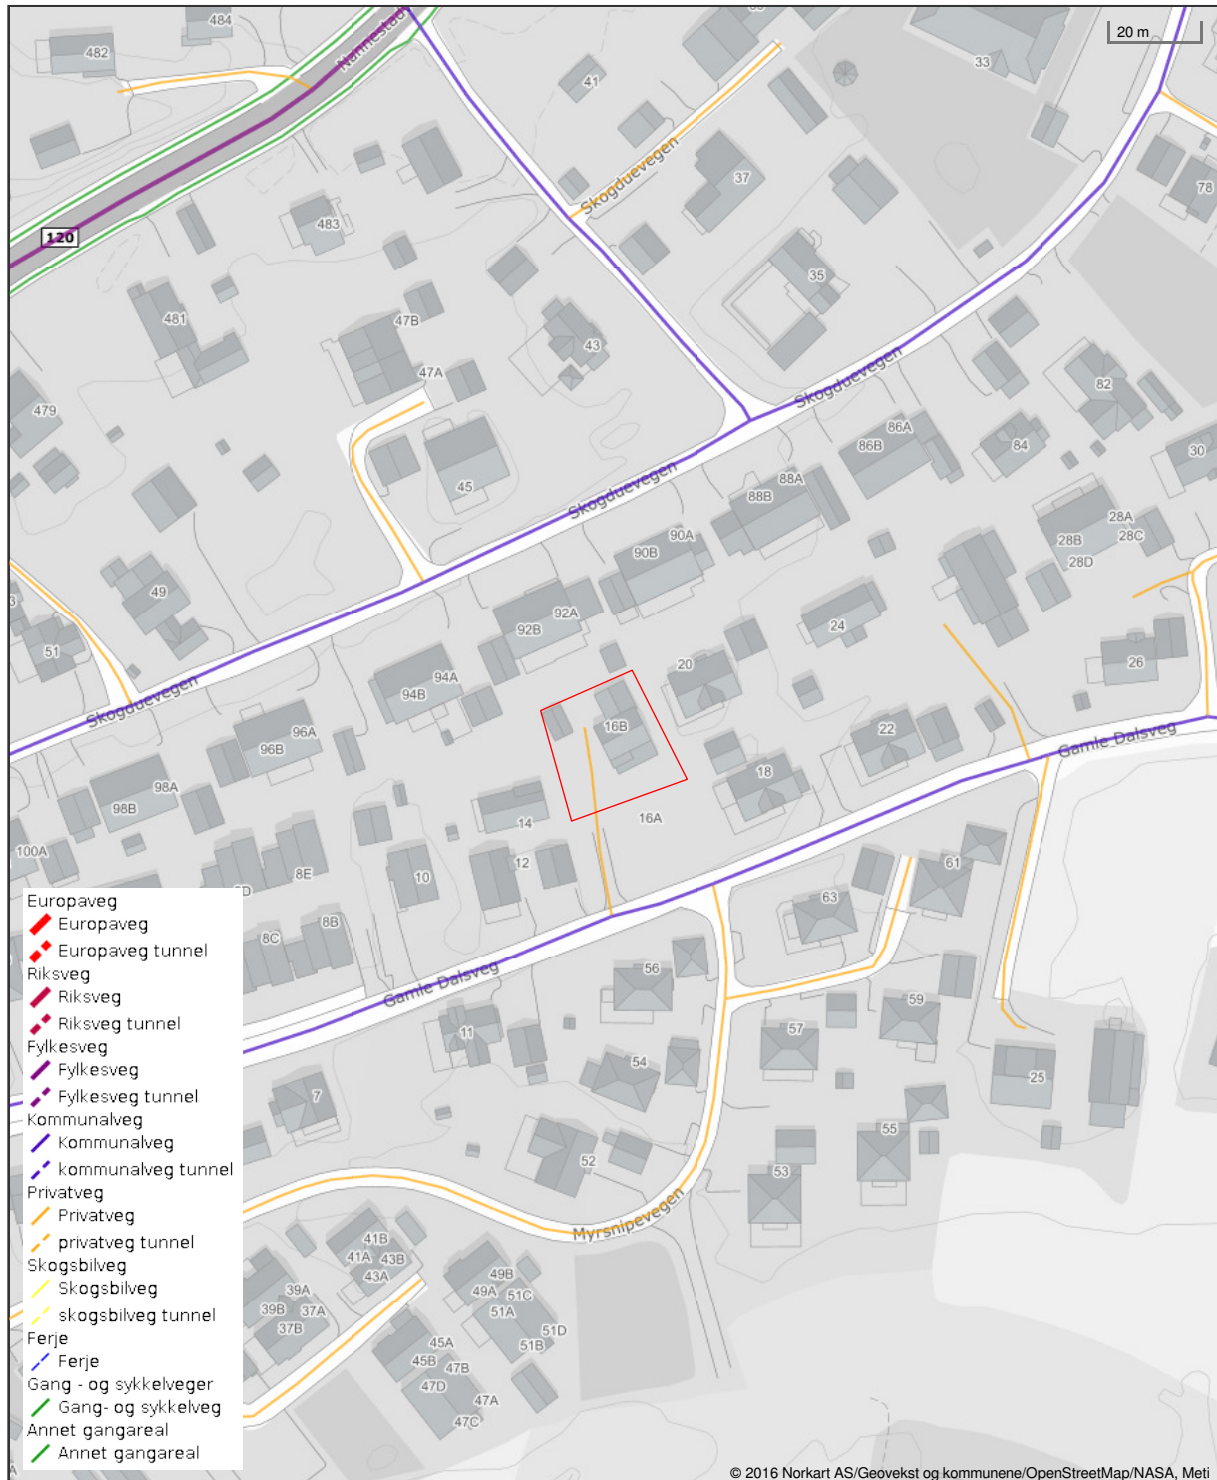 484
482
Nannestad
20 m
33
41
Skogduevegen
37
78
483
120
35
481
47B
43
47A
Skogduevegen
82
479
86A
86B
84
30
45
Skogduevegen
88A
88B
28A
28B
28C
28D
90A
90B
49
92A
92B
24
51
20
26
94A
94B
Skogduevegen
16B
96A
96B
22
Gamle Dalsveg
18
98A
98B
14
16A
100A
12
61
10
8E
63
8B
8C
56
Gamle Dalsveg
59
11
57
54
25
7
55
52
53
Myrsnipevegen
41B
41A
43B
43A
49B
39A
49A
51C
39B
37A
51A
37B
51D
45A
51B
45B
47B
47D
47A
47C
Europaveg
Europaveg
Europaveg tunnel
Riksveg
Riksveg
Riksveg tunnel
Fylkesveg
Fylkesveg
Fylkesveg tunnel
Kommunalveg
Kommunalveg
kommunalveg tunnel
Privatveg
Privatveg
privatveg tunnel
Skogsbilveg
Skogsbilveg
skogsbilveg tunnel
Ferje
Ferje
Gang - og sykkelveger
Gang- og sykkelveg
Annet gangareal
Annet gangareal
© 2016 Norkart AS/Geovekst og kommunene/OpenStreetMap/NASA, Meti